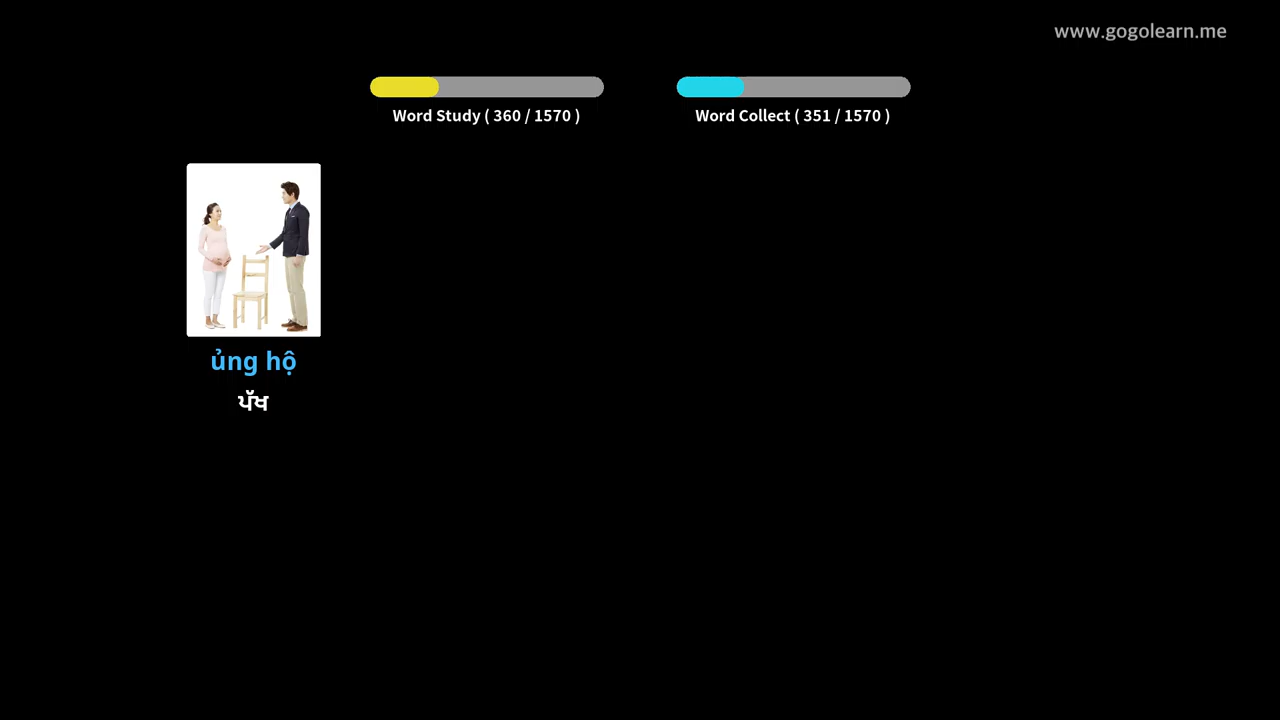 www.gogolearn.me
Word Study ( 360 / 1570 )
Word Collect ( 351 / 1570 )
ủng hộ
ਪੱਖ